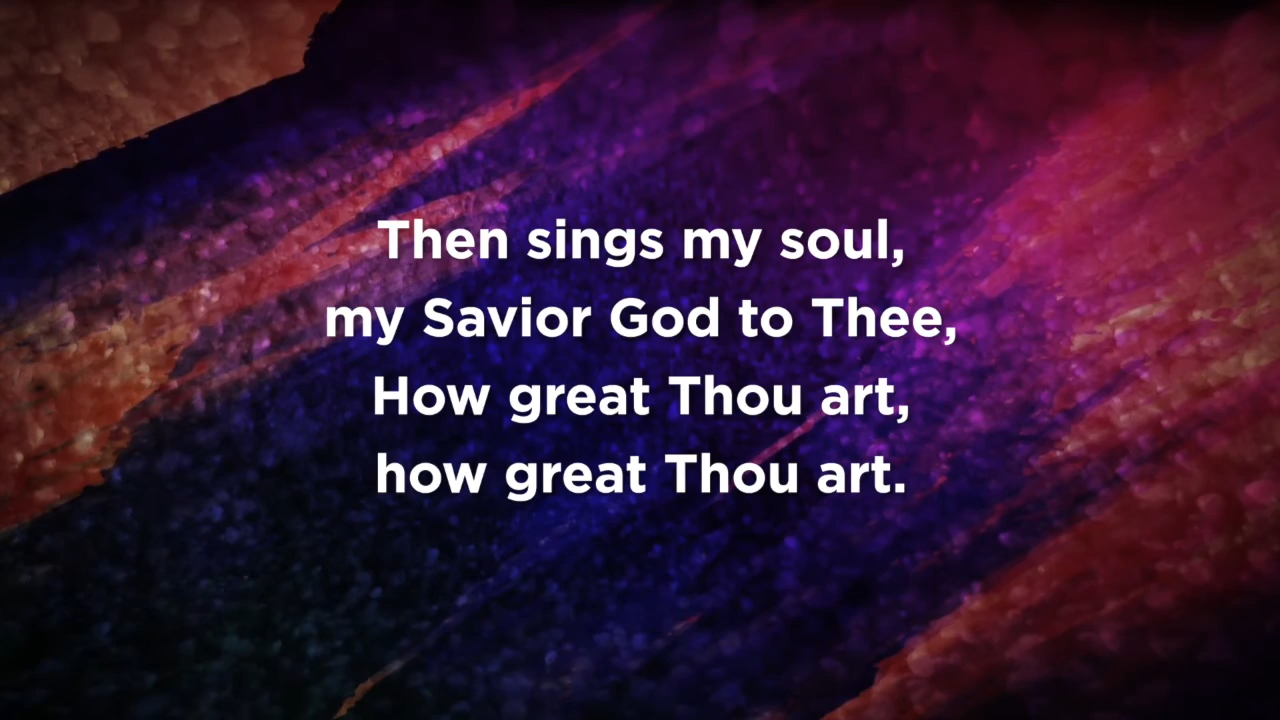 Then sings my soul,
my Savior God to Thee,
How great Thou art,
how great Thou art.